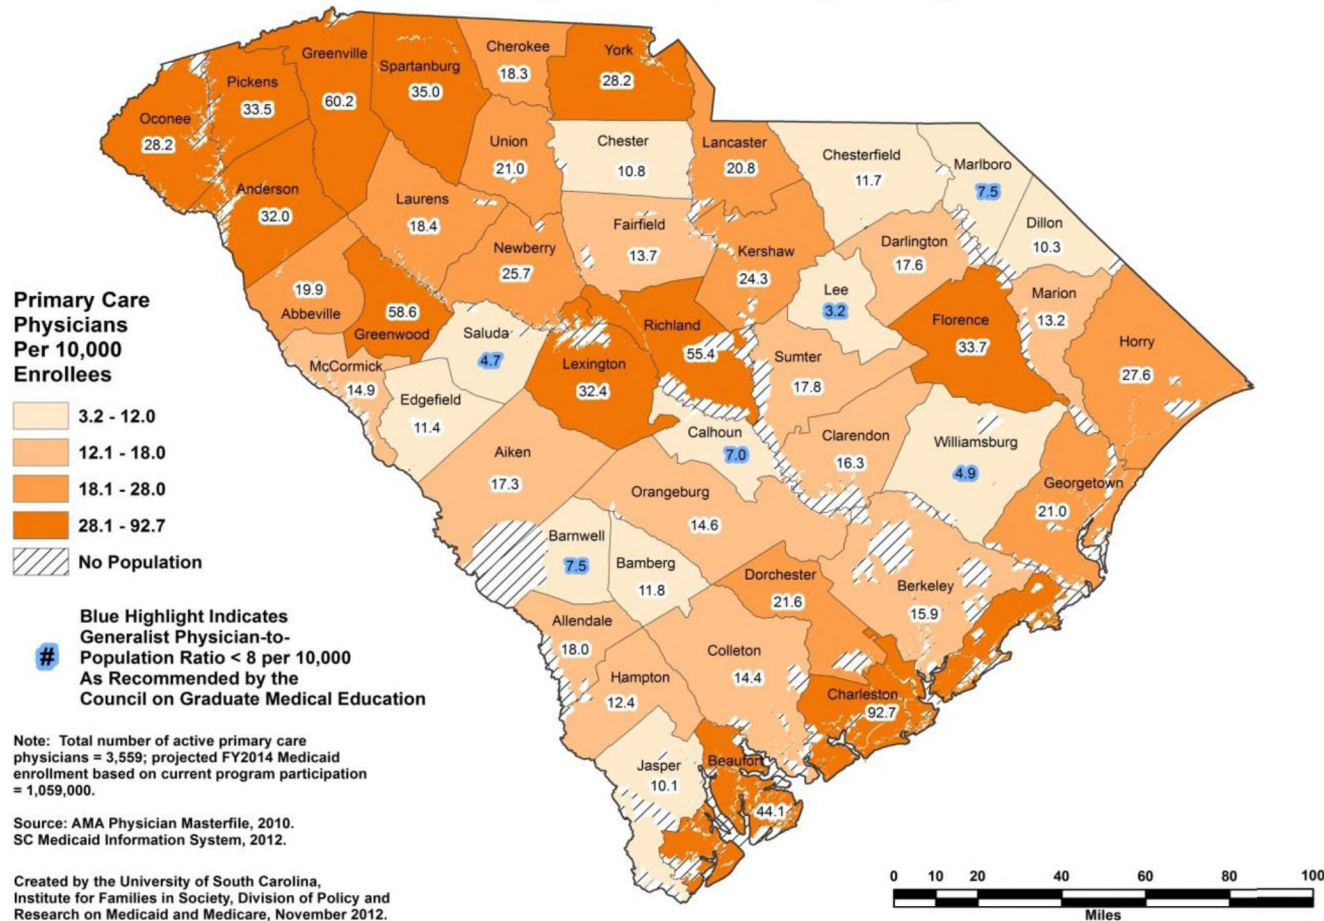 Cherokee
18.3
York
28.2
Greenville
60.2
Spartanburg
35.0
Pickens
33.5
Oconee
28.2
Union
21.0
Chester
10.8
Lancaster
20.8
Chesterfield
11.7
Marlboro
7.5
Anderson
32.0
Laurens
18.4
Fairfield
13.7
Dillon
10.3
Newberry
25.7
Kershaw
24.3
Darlington
17.6
19.9
Abbeville
58.6
Greenwood
Lee
3.2
Marion
13.2
Saluda
4.7
Richland
55.4
Florence
33.7
Horry
27.6
McCormick
14.9
Lexington
32.4
Sumter
17.8
Edgefield
11.4
Calhoun
7.0
Clarendon
16.3
Williamsburg
4.9
Aiken
17.3
Orangeburg
14.6
Georgetown
21.0
Barnwell
7.5
Bamberg
11.8
Dorchester
21.6
Berkeley
15.9
Allendale
18.0
Colleton
14.4
Hampton
12.4
Charleston
92.7
Jasper
10.1
Beaufort
44.1
Primary Care
Physicians
Per 10,000
Enrollees
3.2 - 12.0
12.1 - 18.0
18.1 - 28.0
28.1 - 92.7
No Population
#
Blue Highlight Indicates
Generalist Physician-to-
Population Ratio < 8 per 10,000
As Recommended by the
Council on Graduate Medical Education
Note: Total number of active primary care
physicians = 3,559; projected FY2014 Medicaid
enrollment based on current program participation
= 1,059,000.
Source: AMA Physician Masterfile, 2010.
SC Medicaid Information System, 2012.
Created by the University of South Carolina,
Institute for Families in Society, Division of Policy and
Research on Medicaid and Medicare, November 2012.
0 10 20 40 60 80 100
Miles